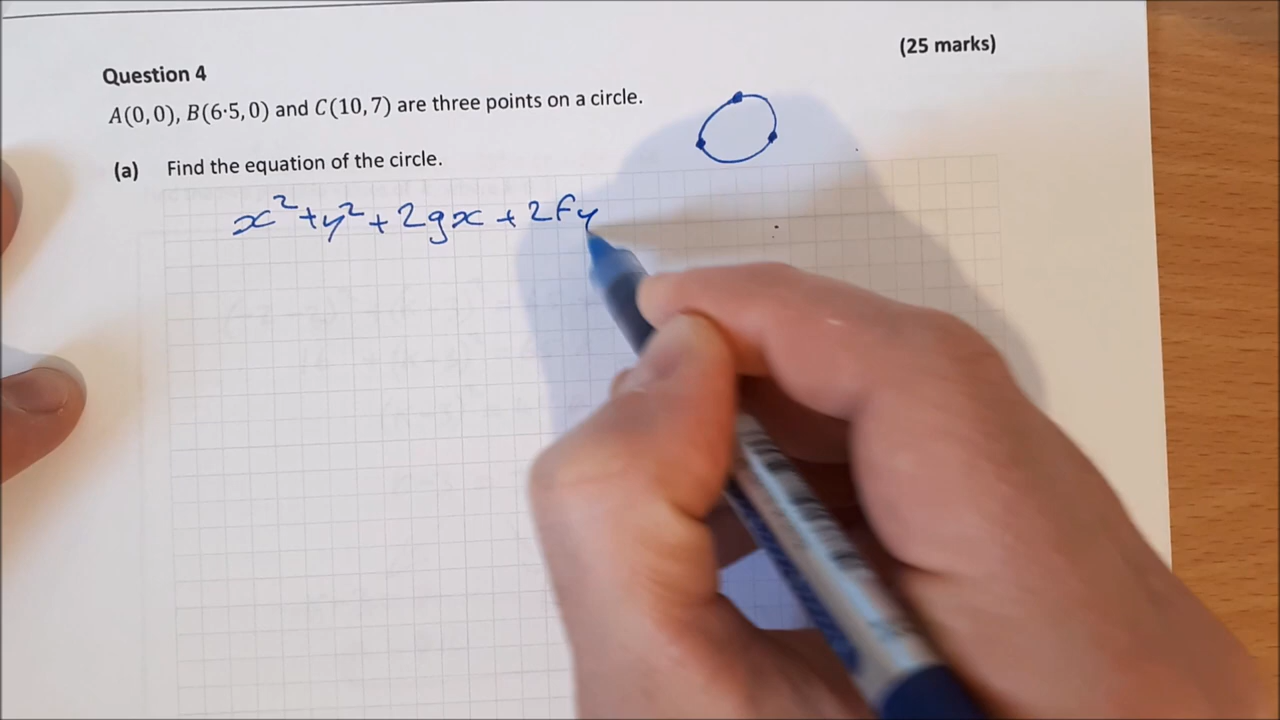 (25 marks)
Question 4
A(0,0), B(6·5,0) and C(10,7) are three points on a circle.
(a) Find the equation of the circle.
x²+y²+2gx+2fy